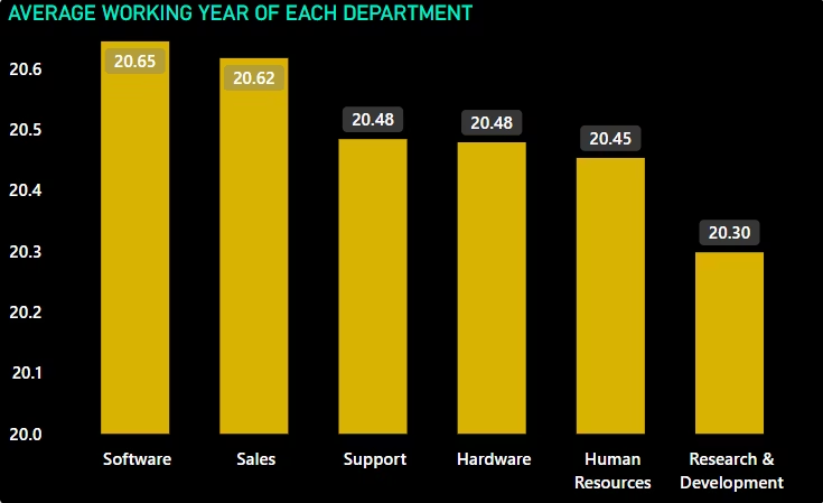 AVERAGE WORKING YEAR OF EACH DEPARTMENT
20.6
20.5
20.4
20.3
20.2
20.1
20.0
20.65
20.62
20.48
20.48
20.45
20.30
Software
Sales
Support
Hardware
Human
Resources
Research &
Development